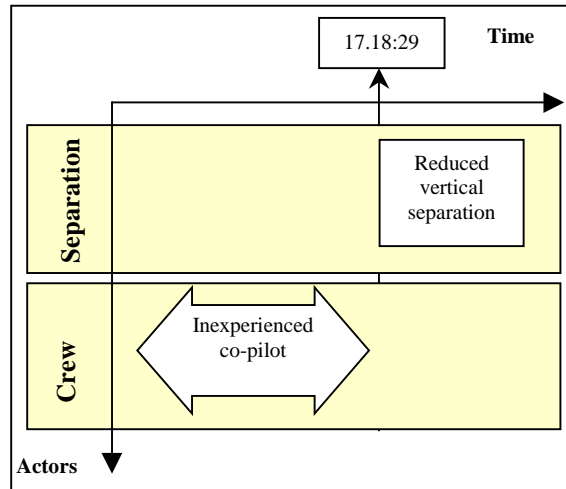 17.18:29
Time
Separation
Reduced
vertical
separation
Crew
Inexperienced
co-pilot
Actors